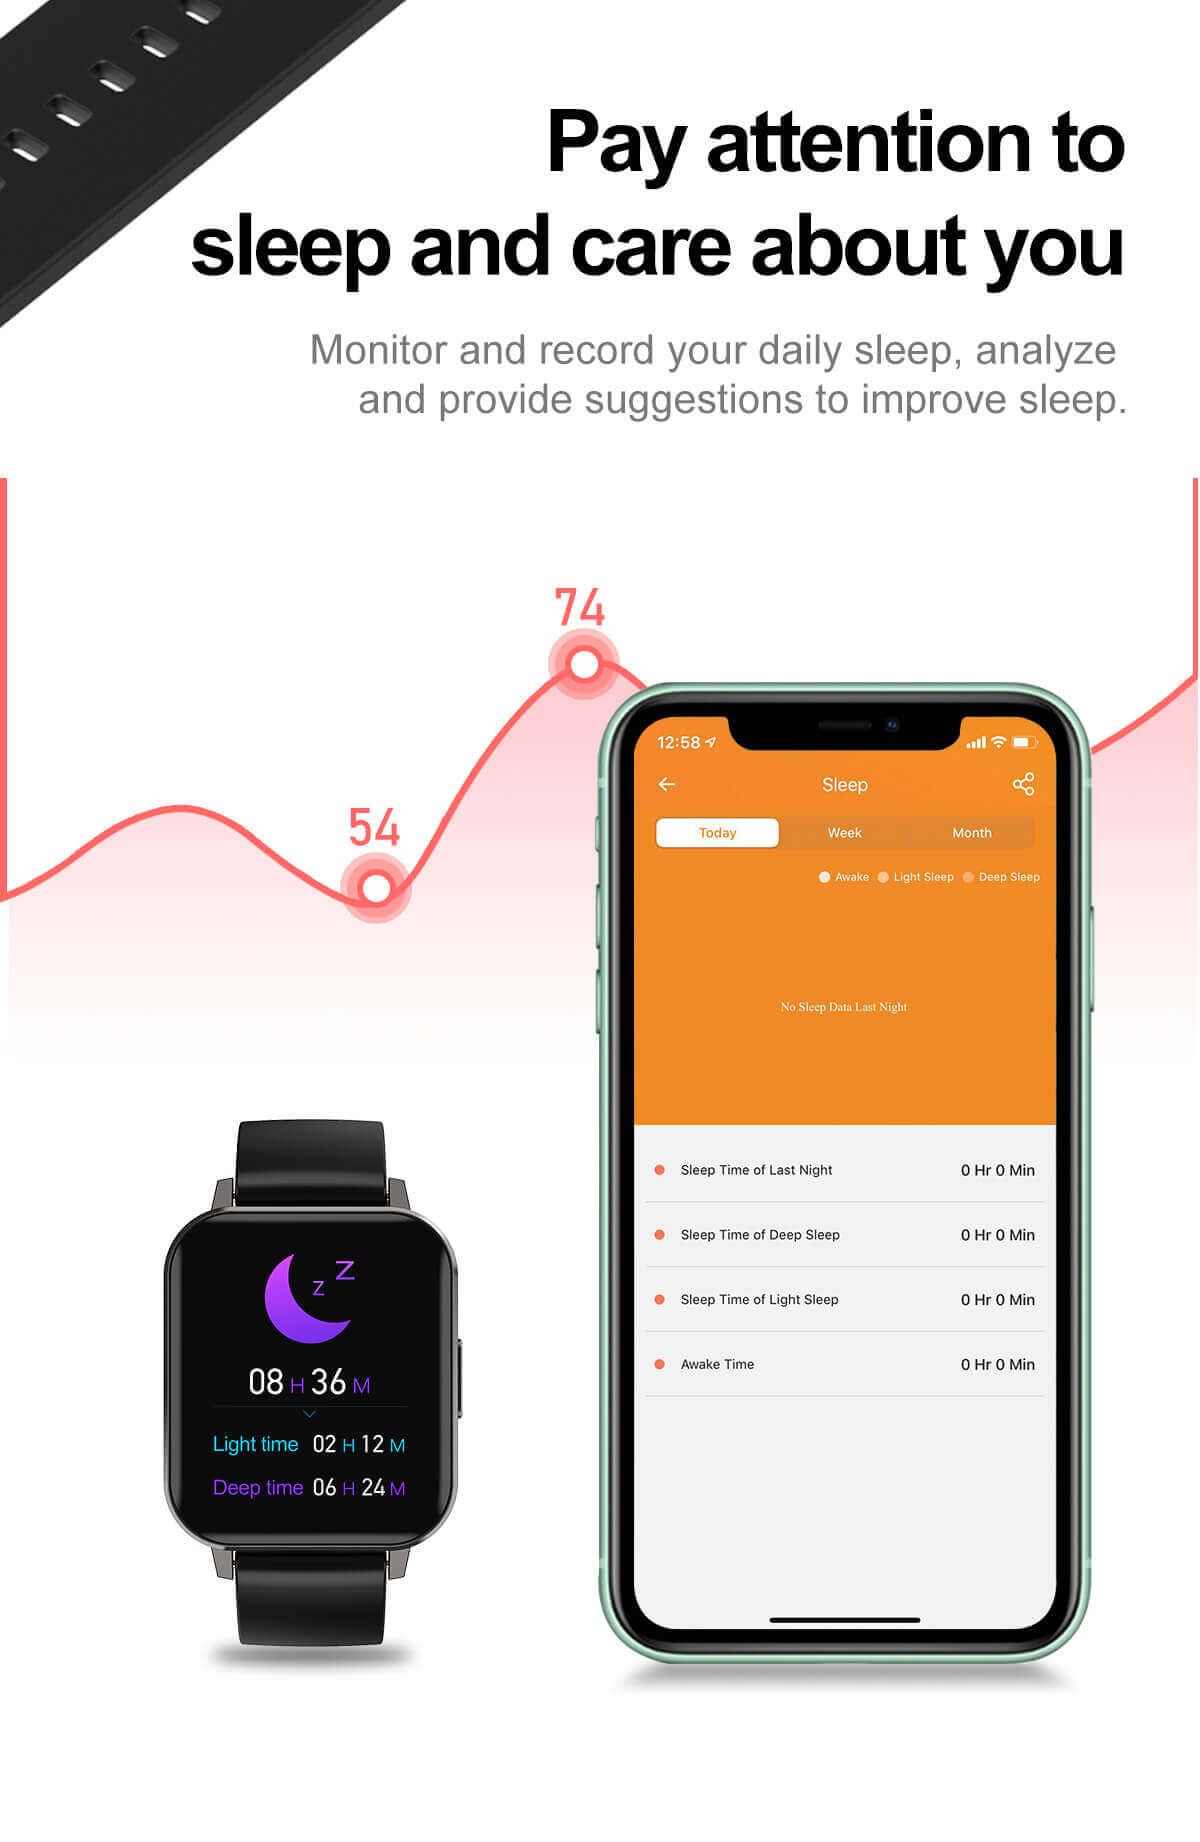 Pay attention to
sleep and care about you
Monitor and record your daily sleep, analyze
and provide suggestions to improve sleep.
74
54
12:58
Sleep
Today Week Month
Awake Light Sleep Deep Sleep
No Sleep Data Last Night
Sleep Time of Last Night 0 Hr 0 Min
Sleep Time of Deep Sleep 0 Hr 0 Min
Sleep Time of Light Sleep 0 Hr 0 Min
Awake Time 0 Hr 0 Min
z Z
08 H 36 M
Light time 02 H 12 M
Deep time 06 H 24 M